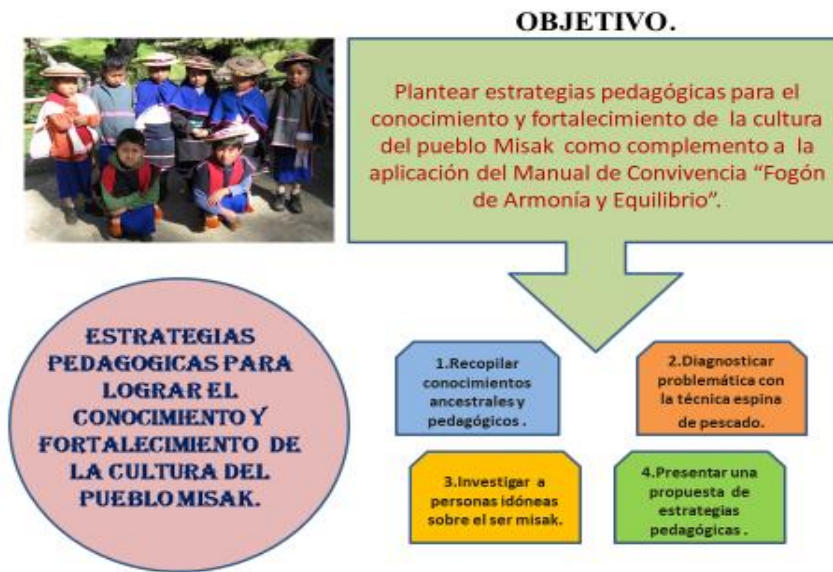 OBJETIVO.
Plantear estrategias pedagógicas para el
conocimiento y fortalecimiento de la cultura
del pueblo Misak como complemento a la
aplicación del Manual de Convivencia “Fogón
de Armonía y Equilibrio”.
ESTRATEGIAS
PEDAGOGICAS PARA
LOGRAR EL
CONOCIMIENTO Y
FORTALECIMIENTO DE
LA CULTURA DEL
PUEBLO MISAK.
1.Recopilar
conocimientos
ancestrales y
pedagógicos .
2.Diagnosticar
problemática con
la técnica espina
de pescado.
3.Investigar a
personas idóneas
sobre el ser misak.
4.Presentar una
propuesta de
estrategias
pedagógicas .